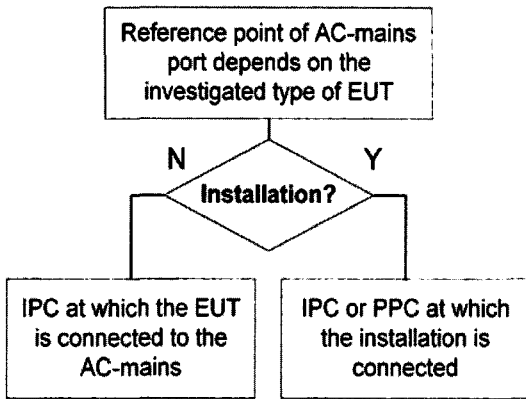 Reference point of AC-mains
port depends on the
investigated type of EUT
N
Y
Installation?
IPC at which the EUT
is connected to the
AC-mains
IPC or PPC at which
the installation is
connected